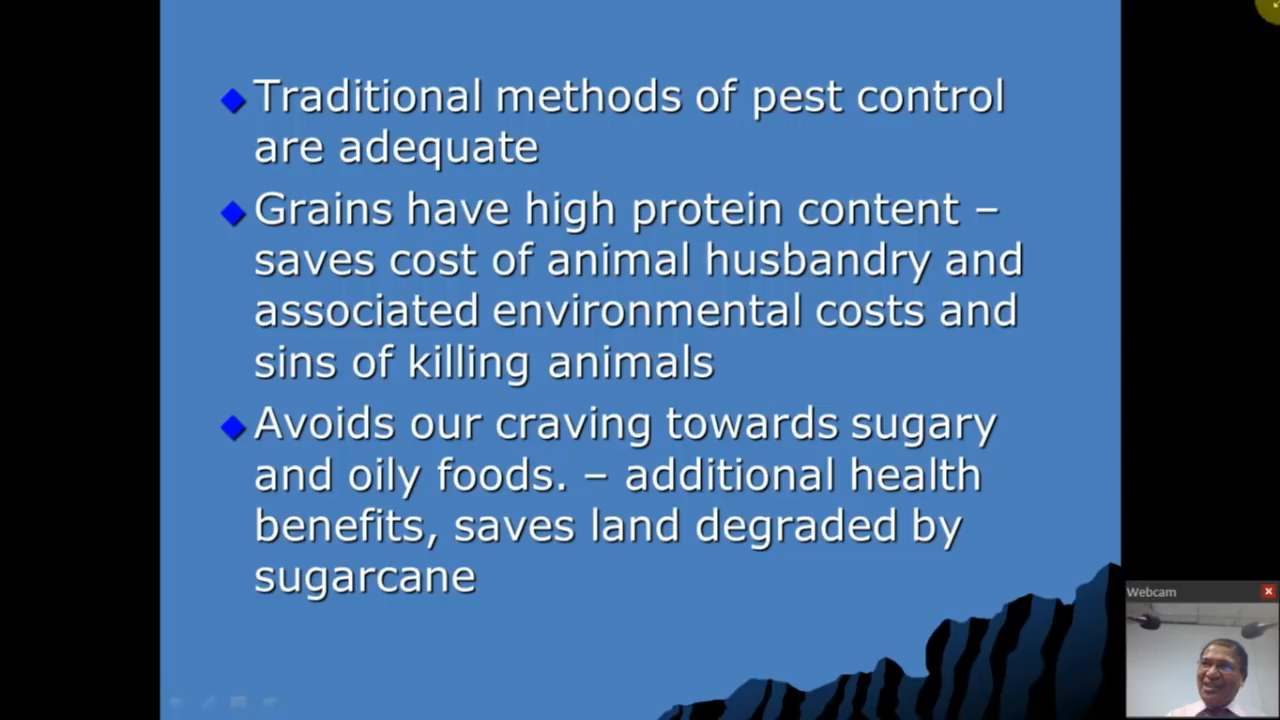 Traditional methods of pest control
are adequate
Grains have high protein content –
saves cost of animal husbandry and
associated environmental costs and
sins of killing animals
Avoids our craving towards sugary
and oily foods. – additional health
benefits, saves land degraded by
sugarcane
Webcam